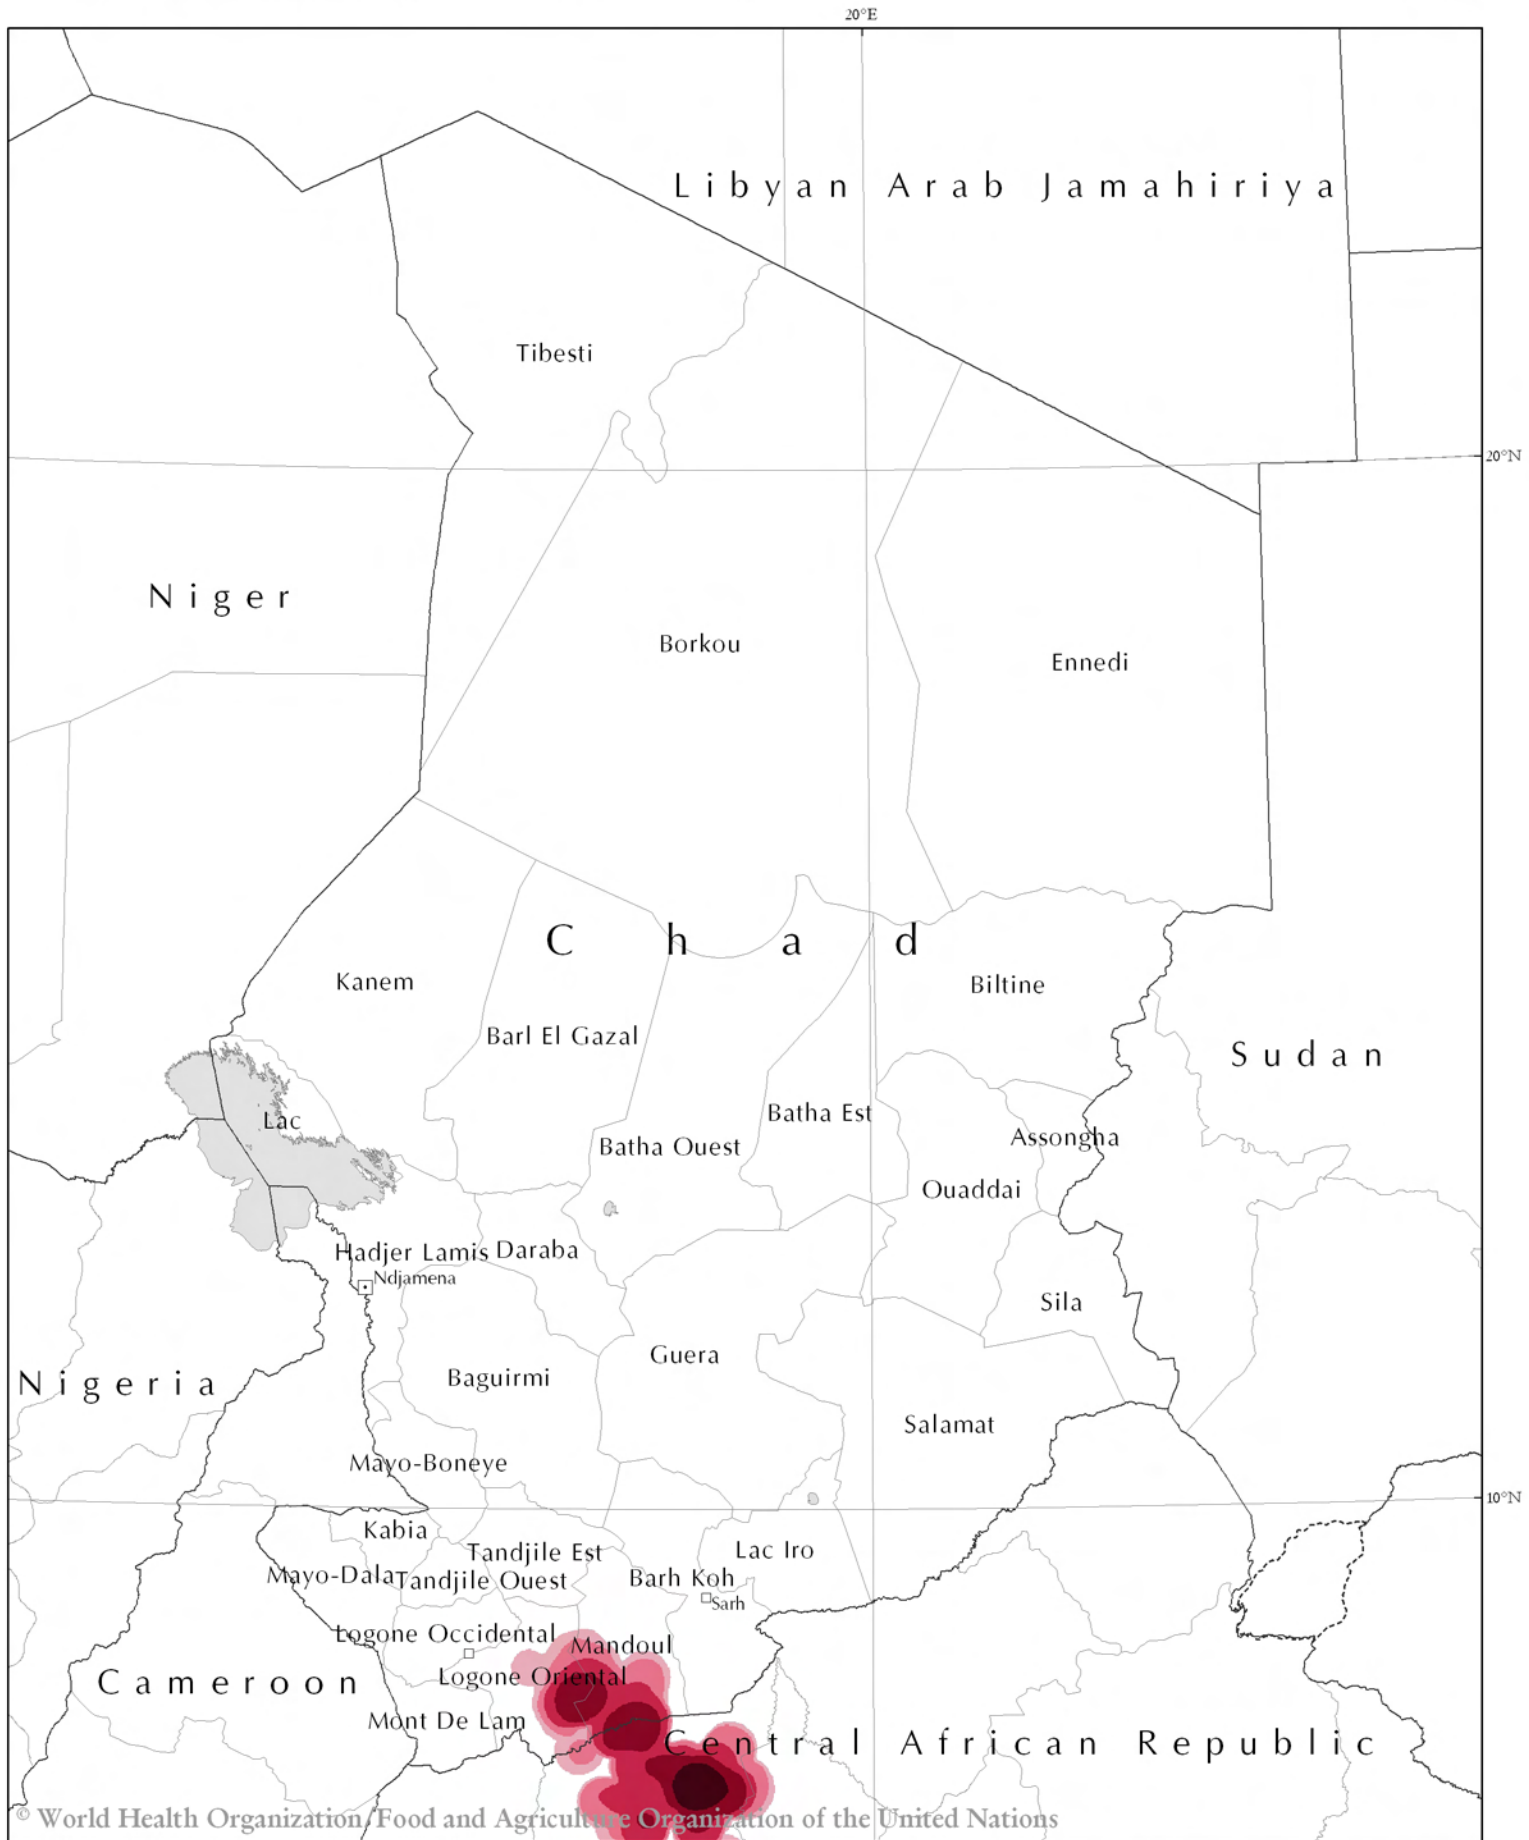 20°E
Libyan Arab Jamahiriya
Tibesti
20°N
Niger
Borkou
Ennedi
Chad
Kanem
Biltine
Barl El Gazal
Sudan
Lac
Batha Est
Assongha
Batha Ouest
Ouaddai
Hadjer Lamis
Daraba
Ndjamena
Sila
Guera
Nigeria
Baguirmi
Salamat
Mayo-Boneye
10°N
Kabia
Tandjile Est
Lac Iro
Mayo-Dala
Tandjile Ouest
Barh Koh
Sarh
Logone Occidental
Mandoul
Logone Oriental
Cameroon
Mont De Lam
Central African Republic
© World Health Organization/Food and Agriculture Organization of the United Nations